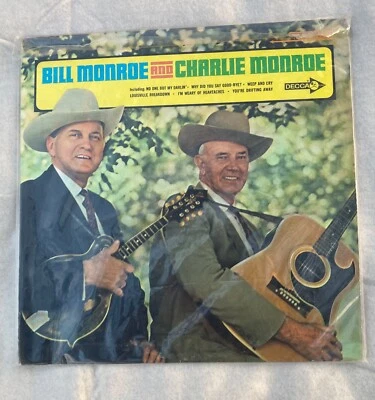 BILL MONROE AND CHARLIE MONROE
Including: NO ONE BUT MY DARLIN' • WHY DID YOU SAY GOOD-BYE? • WEEP AND CRY
LOUISVILLE BREAKDOWN • I'M WEARY OF HEARTACHES • YOU'RE DRIFTING AWAY
DECCA